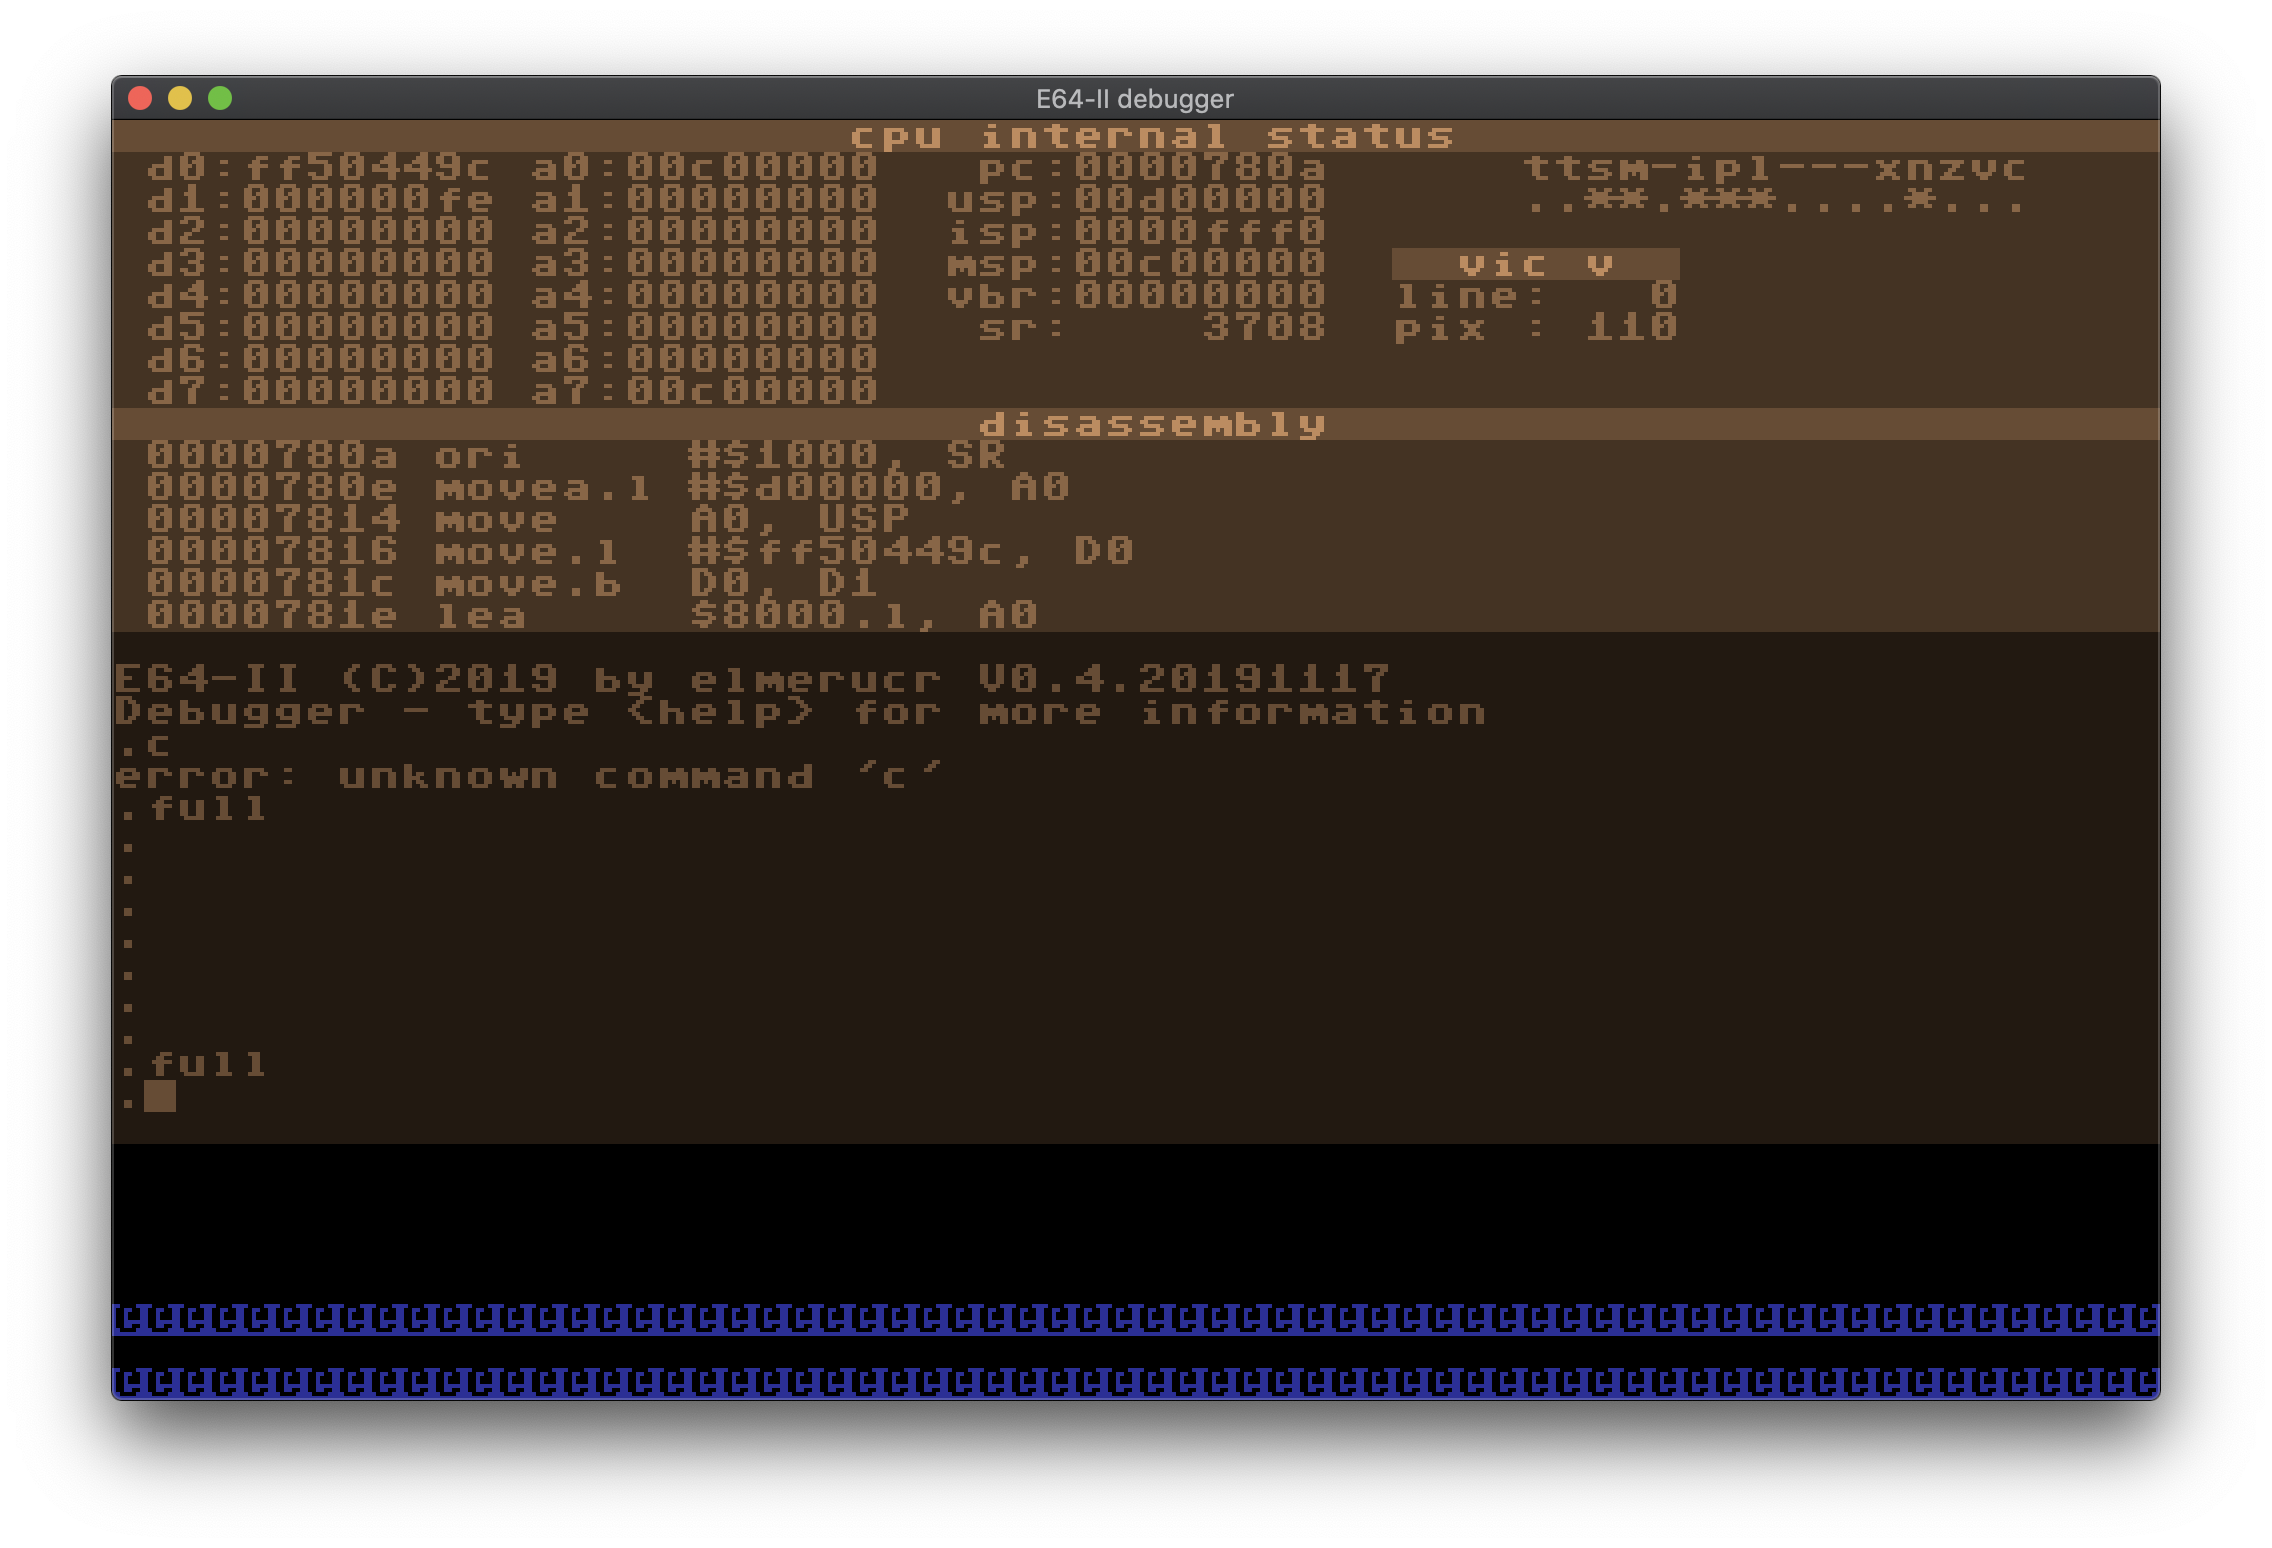 E64-II debugger
cpu internal status
d0:ff50449c a0:00c00000 pc:0000780a ttsm-ipl---xnzvc
d1:000000fe a1:00000000 usp:00d00000 ..**.***....*...
d2:00000000 a2:00000000 isp:0000fff0
d3:00000000 a3:00000000 msp:00c00000 vic v
d4:00000000 a4:00000000 vbr:00000000 line: 0
d5:00000000 a5:00000000 sr: 3708 pix : 110
d6:00000000 a6:00000000
d7:00000000 a7:00c00000
disassembly
0000780a ori #$1000, SR
0000780e movea.l #$d00000, A0
00007814 move A0, USP
00007816 move.l #$ff50449c, D0
0000781c move.b D0, D1
0000781e lea $8000.l, A0
E64-II (C)2019 by elmerucr V0.4.20191117
Debugger - type <help> for more information
.c
error: unknown command 'c'
.full
.
.
.
.
.
.
.
.full
.